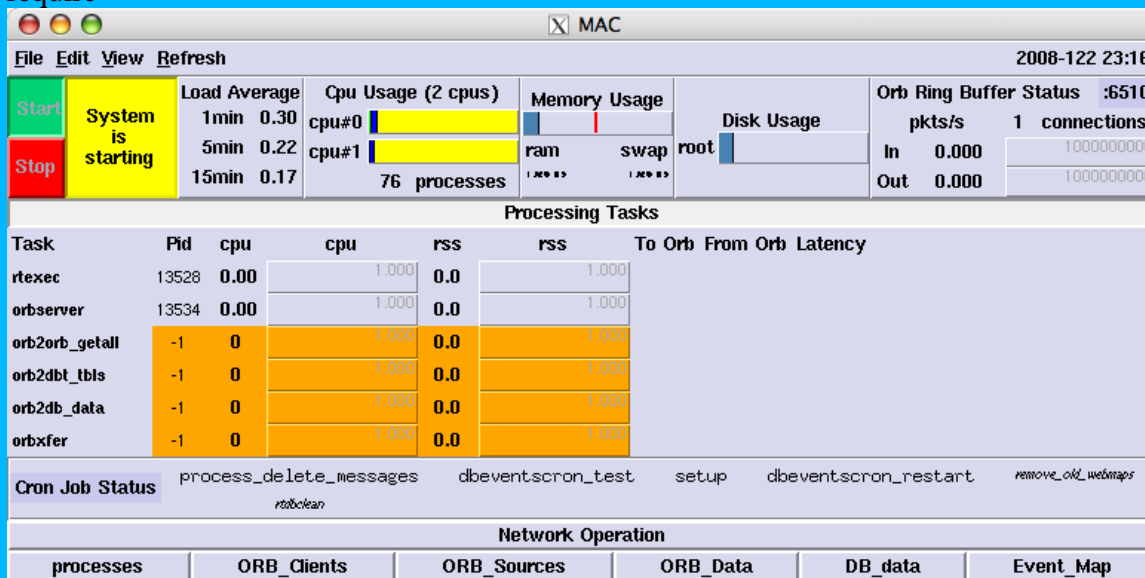 require
MAC
File Edit View Refresh 2008-122 23:16
Start
Stop
System
is
starting
Load Average
1min 0.30
5min 0.22
15min 0.17
Cpu Usage (2 cpus)
cpu#0
cpu#1
76 processes
Memory Usage
ram swap
Disk Usage
root
Orb Ring Buffer Status :6510
pkts/s 1 connections
In 0.000 100000000
Out 0.000 100000000
Processing Tasks
Task Pid cpu cpu rss rss To Orb From Orb Latency
rtexec 13528 0.00 1.000 0.0 1.000
orbserver 13534 0.00 1.000 0.0 1.000
orb2orb_getall -1 0 1.000 0.0 1.000
orb2dbt_tbls -1 0 1.000 0.0 1.000
orb2db_data -1 0 1.000 0.0 1.000
orbxfer -1 0 1.000 0.0 1.000
Cron Job Status process_delete_messages dbeventscron_test setup dbeventscron_restart remove_old_webmaps
rtdbclean
Network Operation
processes ORB_Clients ORB_Sources ORB_Data DB_data Event_Map